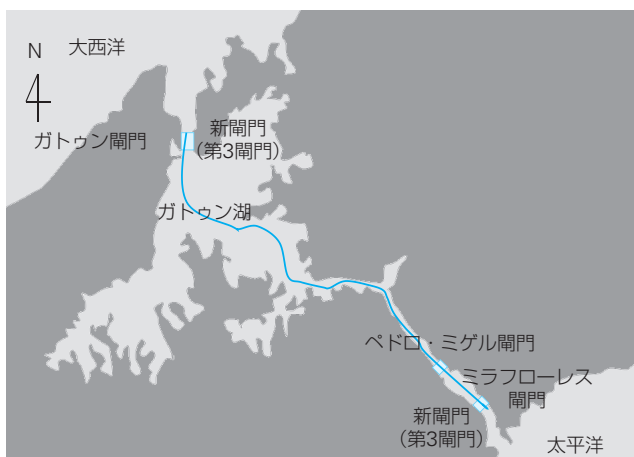 N
大西洋
ガトゥン閘門
新閘門
（第3閘門）
ガトゥン湖
ペドロ・ミゲル閘門
ミラフローレス
閘門
新閘門
（第3閘門）
太平洋